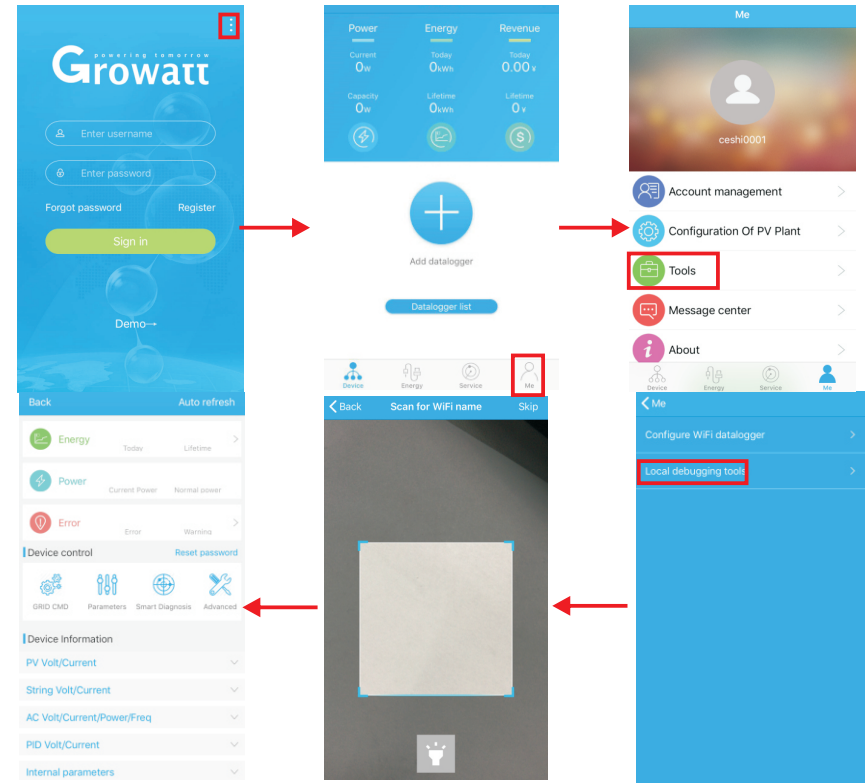 powering tomorrow
Growatt
Enter username
Enter password
Forgot password Register
Sign in
Demo→
Power Energy Revenue
Current Today Today
0w 0kWh 0.00 ¥
Capacity Lifetime Lifetime
0w 0kWh 0 ¥
Add datalogger
Datalogger list
Device Energy Service Me
Me
ceshi0001
Account management
Configuration Of PV Plant
Tools
Message center
About
Device Energy Service Me
Back Auto refresh
Energy Today Lifetime
Power Current Power Normal power
Error Error Warning
Device control Reset password
GRID CMD Parameters Smart Diagnosis Advanced
Device Information
PV Volt/Current
String Volt/Current
AC Volt/Current/Power/Freq
PID Volt/Current
Internal parameters
Back Scan for WiFi name Skip
Me
Configure WiFi datalogger
Local debugging tools